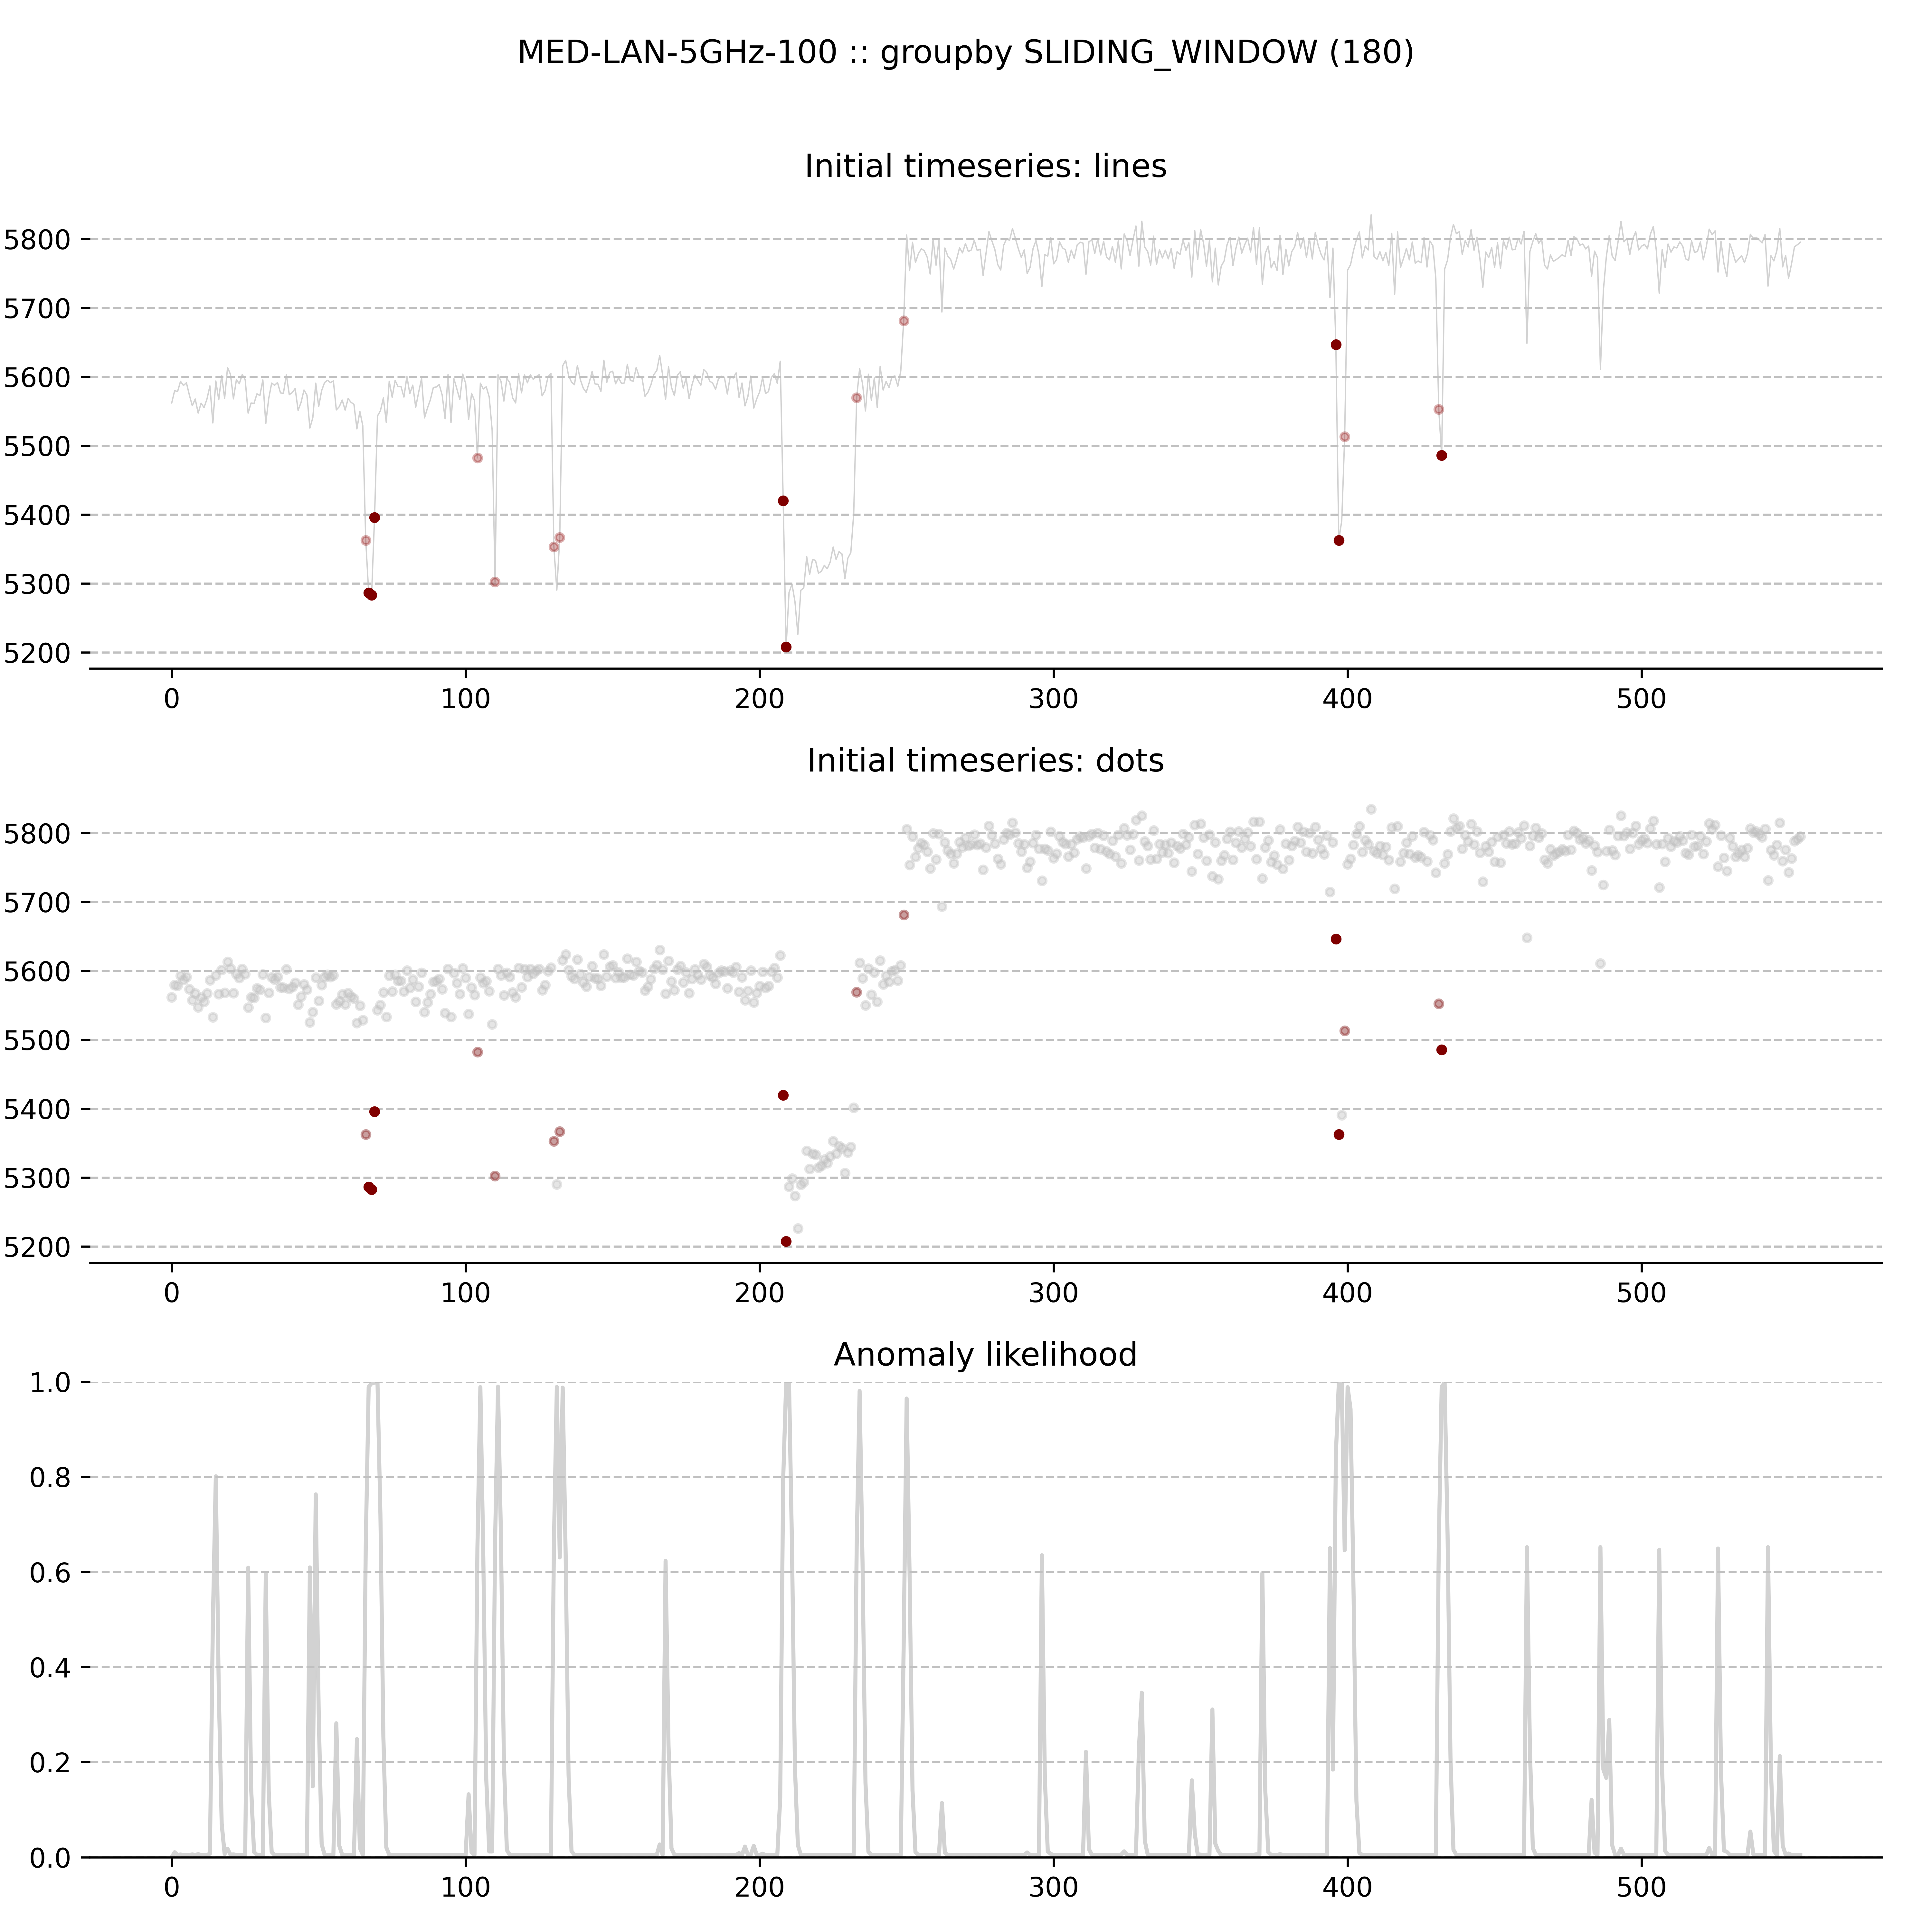 MED-LAN-5GHz-100 :: groupby SLIDING_WINDOW (180)
Initial timeseries: lines
5800
5700
5600
5500
5400
5300
5200
0 100 200 300 400 500
Initial timeseries: dots
5800
5700
5600
5500
5400
5300
5200
0 100 200 300 400 500
Anomaly likelihood
1.0
0.8
0.6
0.4
0.2
0.0
0 100 200 300 400 500